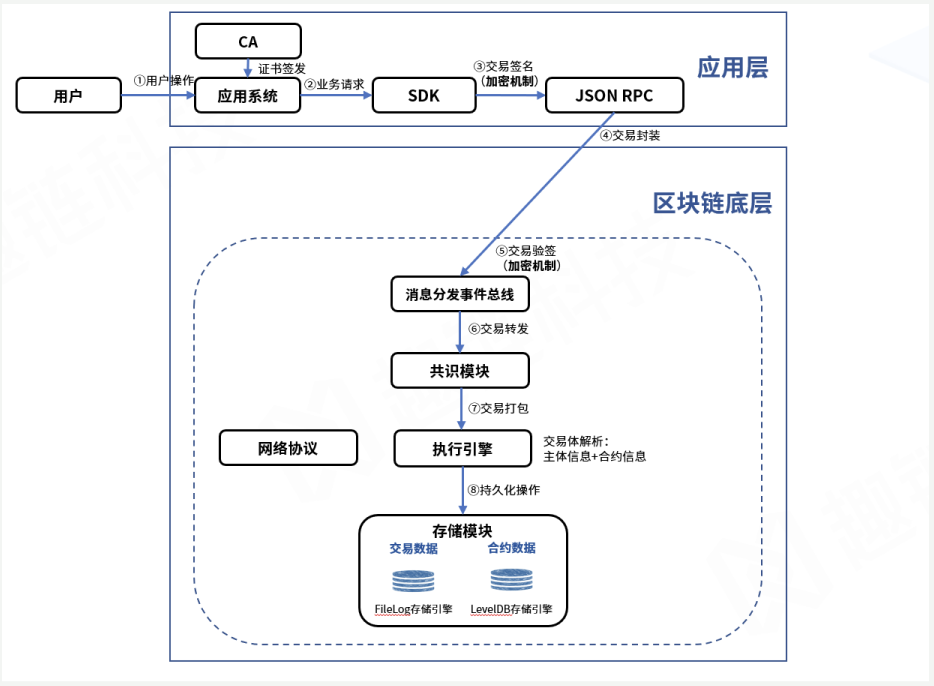 CA
应用层
证书签发
①用户操作
②业务请求
③交易签名
（加密机制）
用户
应用系统
SDK
JSON RPC
④交易封装
区块链底层
⑤交易验签
（加密机制）
消息分发事件总线
⑥交易转发
共识模块
⑦交易打包
网络协议
执行引擎
交易体解析：
主体信息+合约信息
⑧持久化操作
存储模块
交易数据
合约数据
FileLog存储引擎
LevelDB存储引擎